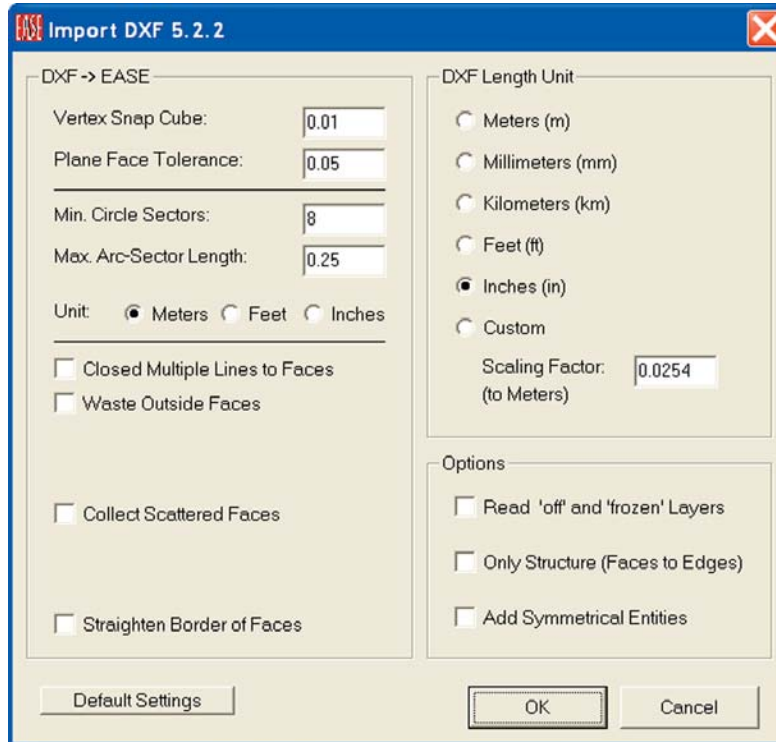 EASE Import DXF 5.2.2
DXF -> EASE
Vertex Snap Cube: 0.01
Plane Face Tolerance: 0.05
Min. Circle Sectors: 8
Max. Arc-Sector Length: 0.25
Unit: Meters Feet Inches
Closed Multiple Lines to Faces
Waste Outside Faces
Collect Scattered Faces
Straighten Border of Faces
Default Settings
DXF Length Unit
Meters (m)
Millimeters (mm)
Kilometers (km)
Feet (ft)
Inches (in)
Custom
Scaling Factor: 0.0254
(to Meters)
Options
Read 'off' and 'frozen' Layers
Only Structure (Faces to Edges)
Add Symmetrical Entities
OK Cancel